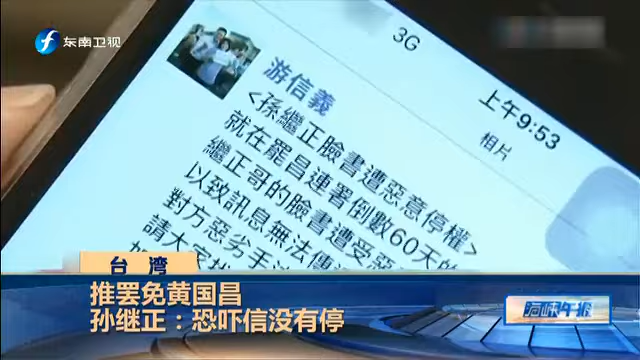 东南卫视
3G
上午9:53
相片
游信義
<孫繼正臉書遭惡意停權>
就在罷昌連署倒數60天的
繼正哥的臉書遭受惡
以致訊息無法傳
對方惡劣手
請大家
台湾
推罢免黄国昌
孙继正：恐吓信没有停
海峡午报